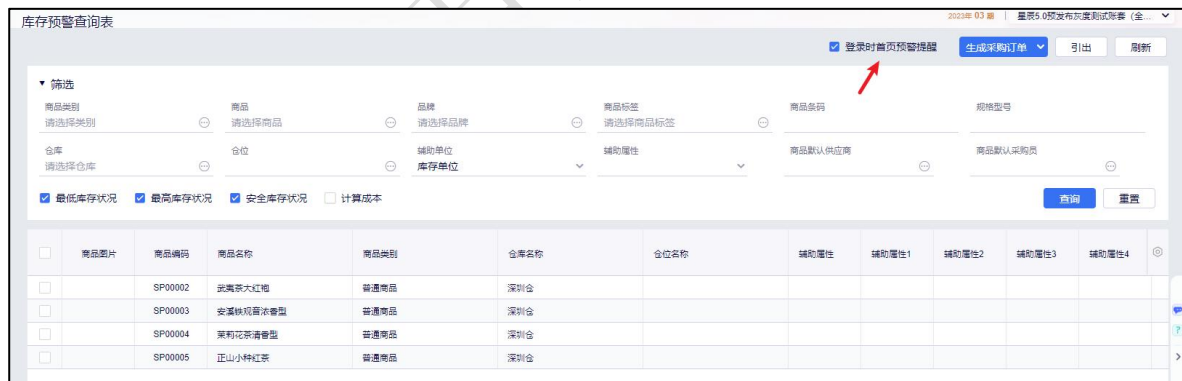 库存预警查询表 2023年 03 期 星辰5.0预发布灰度测试账套 (全...
登录时首页预警提醒 生成采购订单 引出 刷新
筛选
商品类别 商品 品牌 商品标签 商品条码 规格型号
请选择类别 请选择商品 请选择品牌 请选择商品标签
仓库 仓位 辅助单位 辅助属性 商品默认供应商 商品默认采购员
请选择仓库 库存单位
最低库存状况 最高库存状况 安全库存状况 计算成本 查询 重置
商品图片 商品编码 商品名称 商品类别 仓库名称 仓位名称 辅助属性 辅助属性1 辅助属性2 辅助属性3 辅助属性4
SP00002 武夷茶大红袍 普通商品 深圳仓
SP00003 安溪铁观音浓香型 普通商品 深圳仓
SP00004 茉莉花茶清香型 普通商品 深圳仓
SP00005 正山小种红茶 普通商品 深圳仓